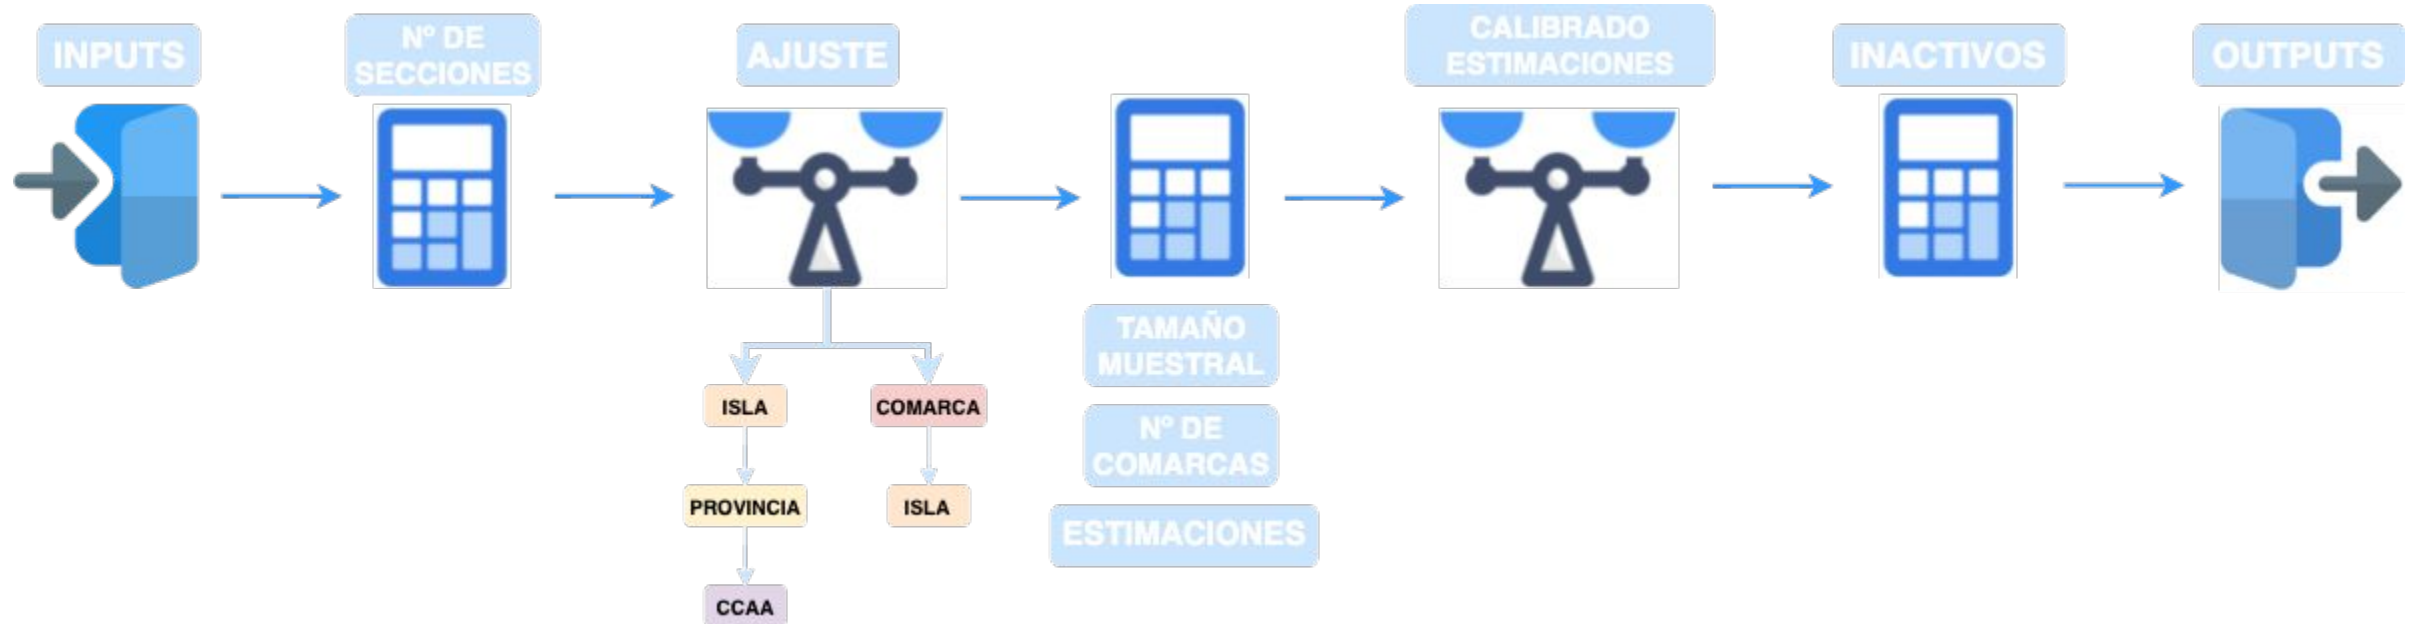 INPUTS
Nº DE
SECCIONES
AJUSTE
CALIBRADO
ESTIMACIONES
INACTIVOS
OUTPUTS
TAMAÑO
MUESTRAL
Nº DE
COMARCAS
ESTIMACIONES
ISLA
COMARCA
PROVINCIA
ISLA
CCAA